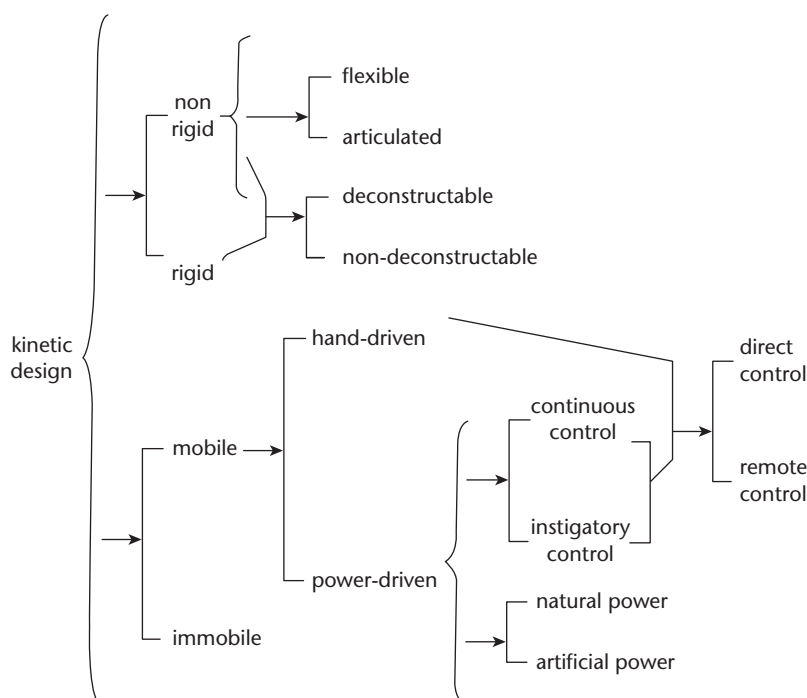 flexible
non
rigid
articulated
deconstructable
rigid
non-deconstructable
kinetic
design
hand-driven
direct
control
continuous
control
mobile
remote
control
instigatory
control
power-driven
natural power
immobile
artificial power